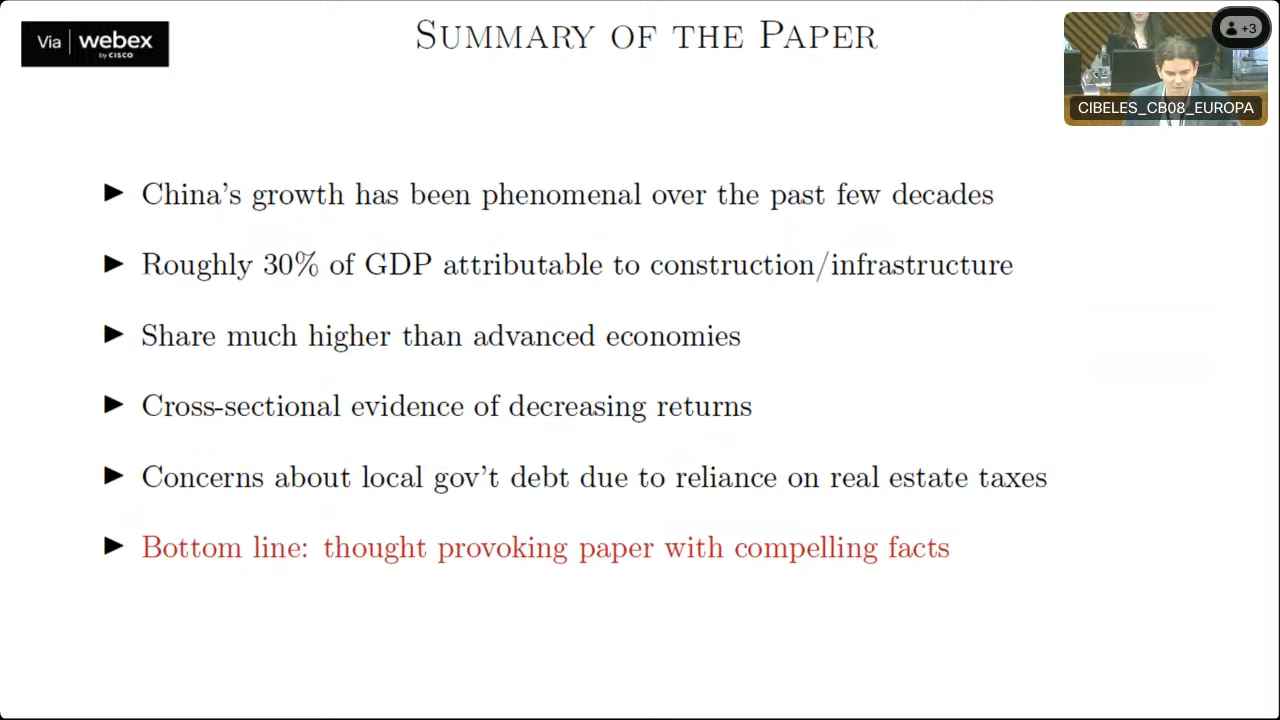 Via webex
by CISCO
SUMMARY OF THE PAPER
+3
CIBELES_CB08_EUROPA
▶ China's growth has been phenomenal over the past few decades
▶ Roughly 30% of GDP attributable to construction/infrastructure
▶ Share much higher than advanced economies
▶ Cross-sectional evidence of decreasing returns
▶ Concerns about local gov't debt due to reliance on real estate taxes
▶ Bottom line: thought provoking paper with compelling facts